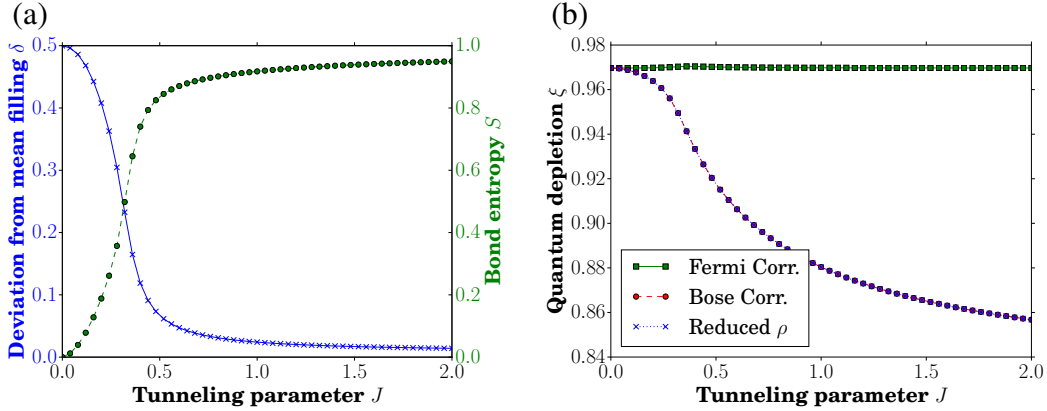 (a)
0.5
0.4
0.3
0.2
0.1
0.0
Deviation from mean filling δ
1.0
0.8
0.6
0.4
0.2
0.0
Bond entropy S
0.0 0.5 1.0 1.5 2.0
Tunneling parameter J
(b)
0.98
0.96
0.94
0.92
0.90
0.88
0.86
0.84
Quantum depletion ξ
Fermi Corr.
Bose Corr.
Reduced ρ
0.0 0.5 1.0 1.5 2.0
Tunneling parameter J